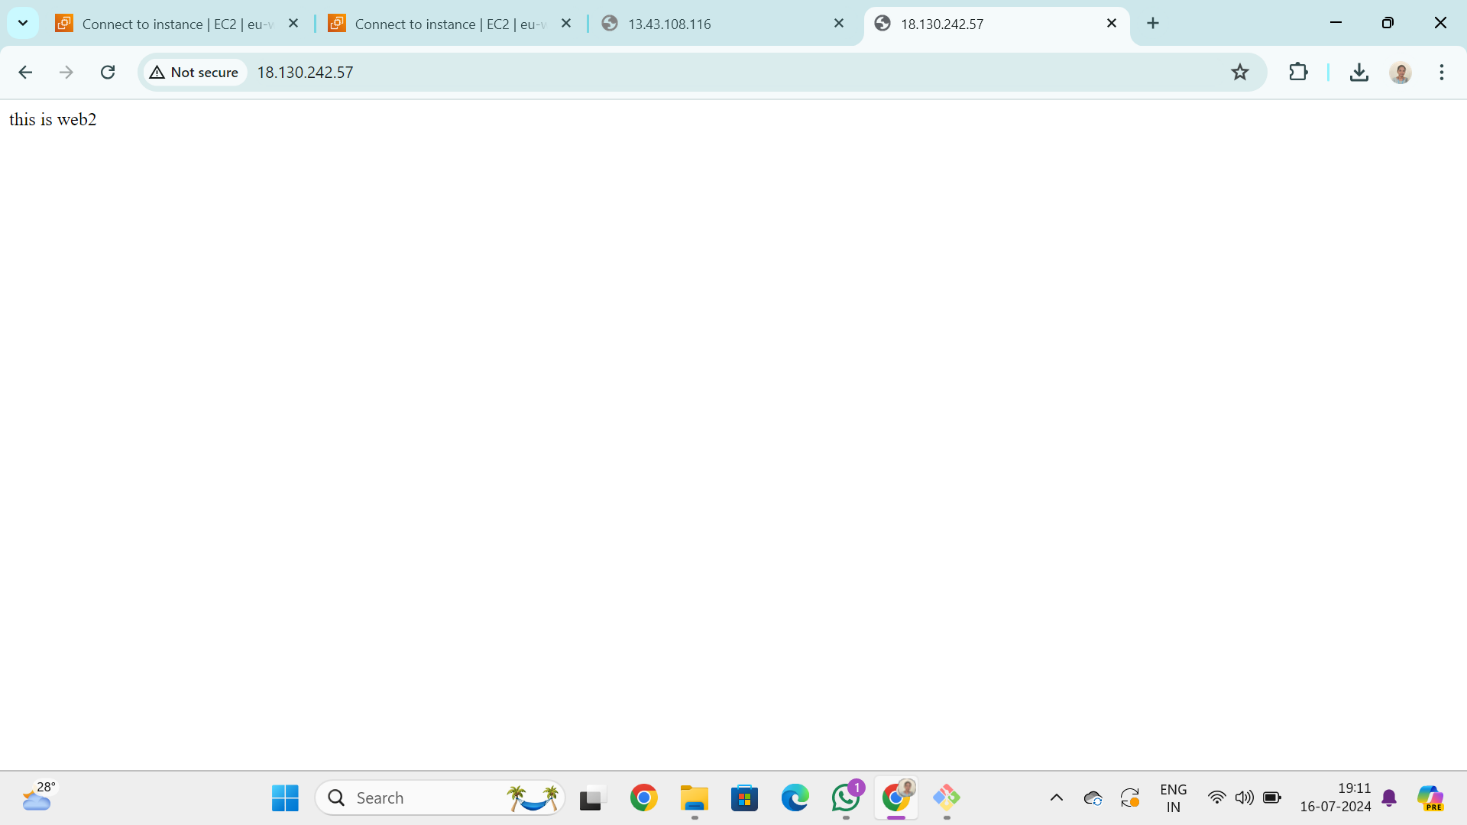 Connect to instance | EC2 | eu-w
Connect to instance | EC2 | eu-w
13.43.108.116
18.130.242.57
Not secure
18.130.242.57
this is web2
28°
Search
1
ENG
IN
19:11
16-07-2024
PRE